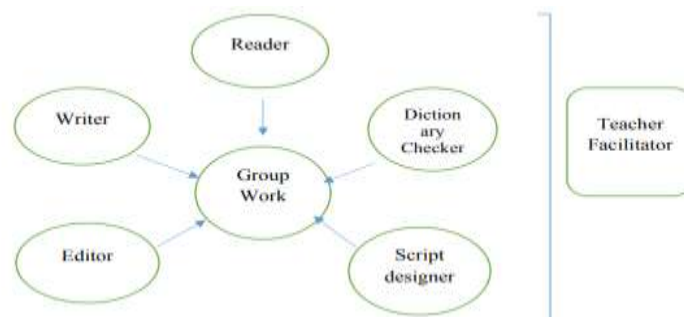 Reader
Writer
Diction
ary
Checker
Teacher
Facilitator
Group
Work
Editor
Script
designer